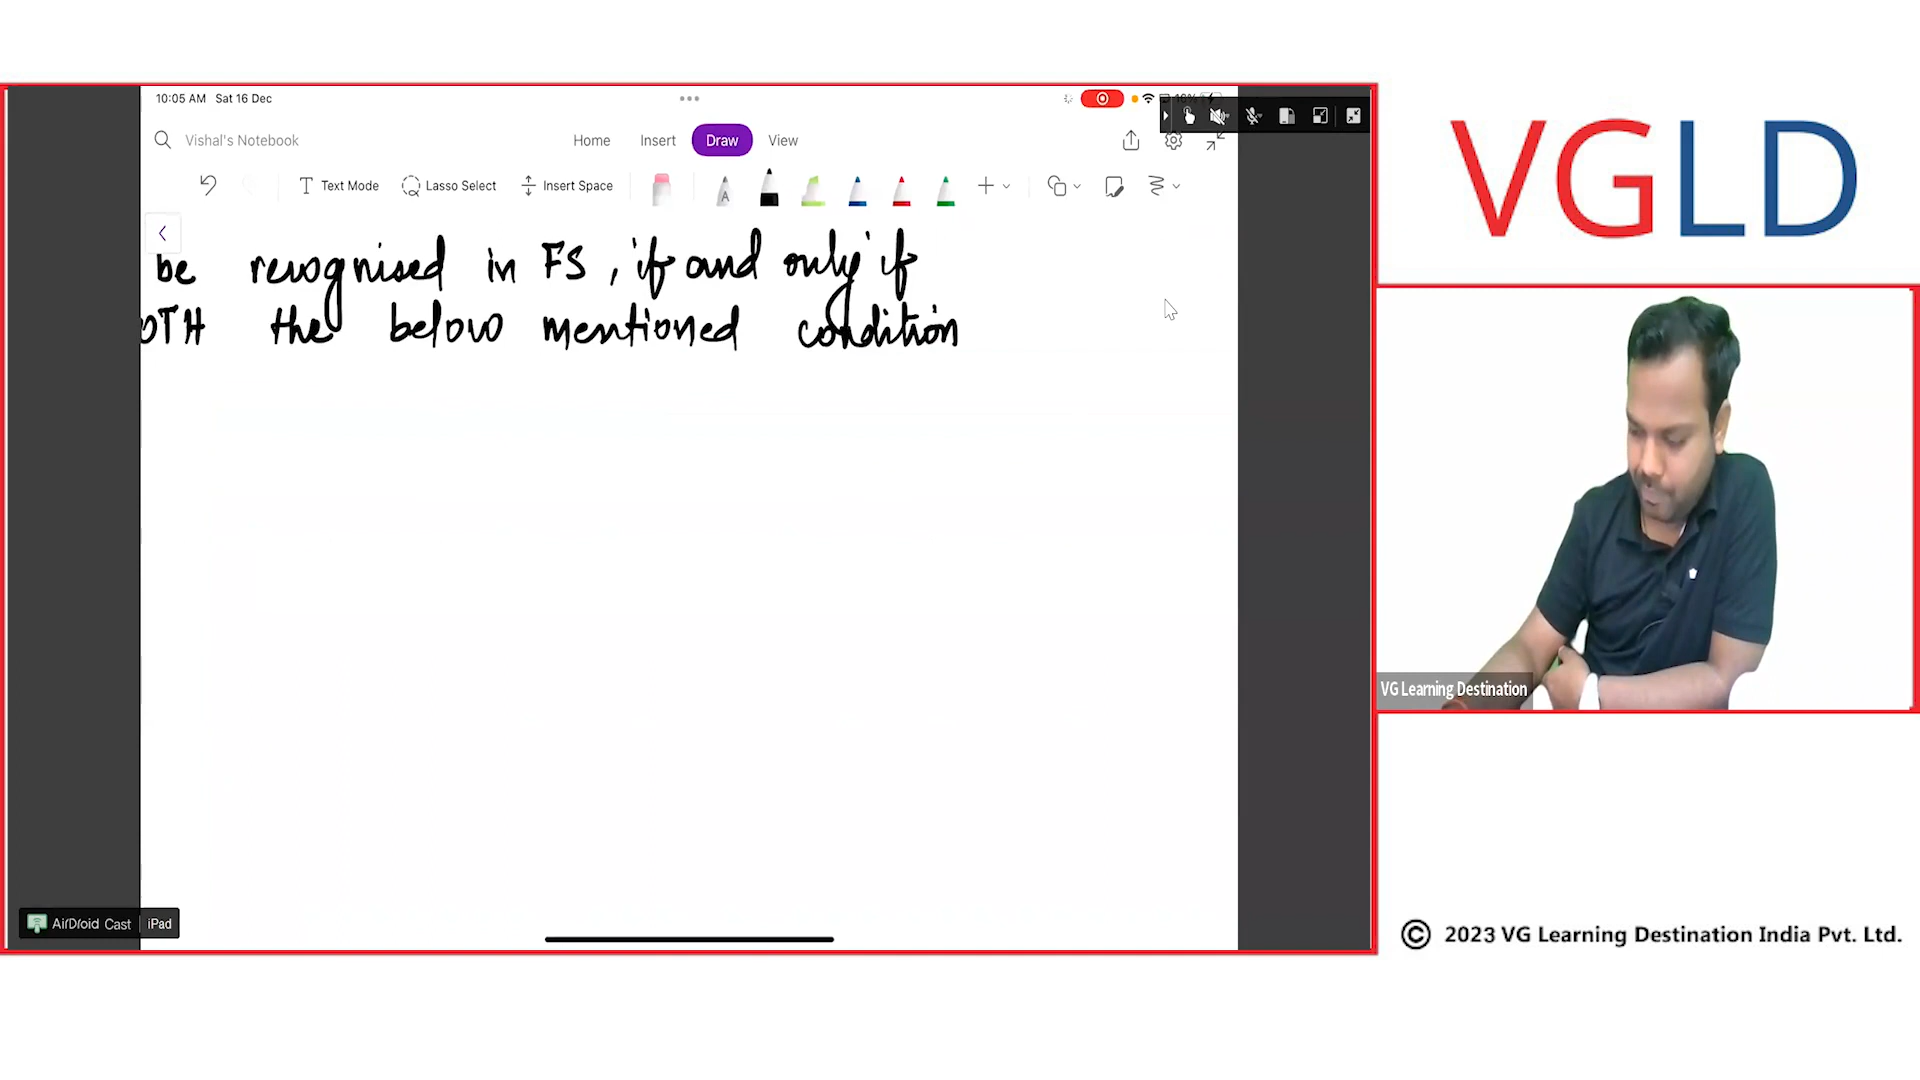 10:05 AM Sat 16 Dec
Vishal's Notebook
Home Insert Draw View
Text Mode Lasso Select Insert Space
A
be recognised in FS, if and only if
OTH the below mentioned condition
VGLD
VG Learning Destination
AirDroid Cast iPad
© 2023 VG Learning Destination India Pvt. Ltd.